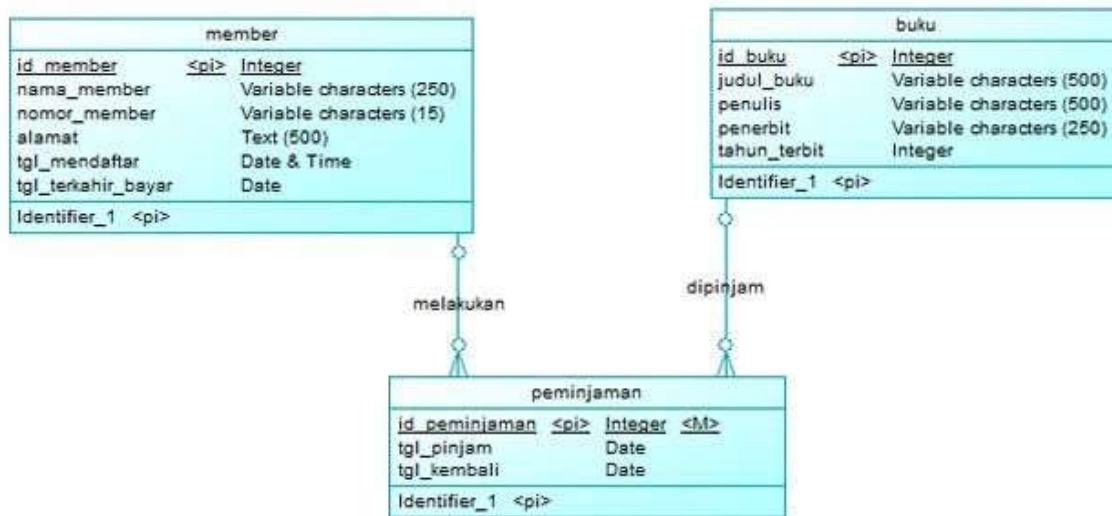 member
id_member <pi> Integer
nama_member Variable characters (250)
nomor_member Variable characters (15)
alamat Text (500)
tgl_mendaftar Date & Time
tgl_terkahir_bayar Date
Identifier_1 <pi>
buku
id_buku <pi> Integer
judul_buku Variable characters (500)
penulis Variable characters (500)
penerbit Variable characters (250)
tahun_terbit Integer
Identifier_1 <pi>
melakukan
dipinjam
peminjaman
id_peminjaman <pi> Integer <M>
tgl_pinjam Date
tgl_kembali Date
Identifier_1 <pi>